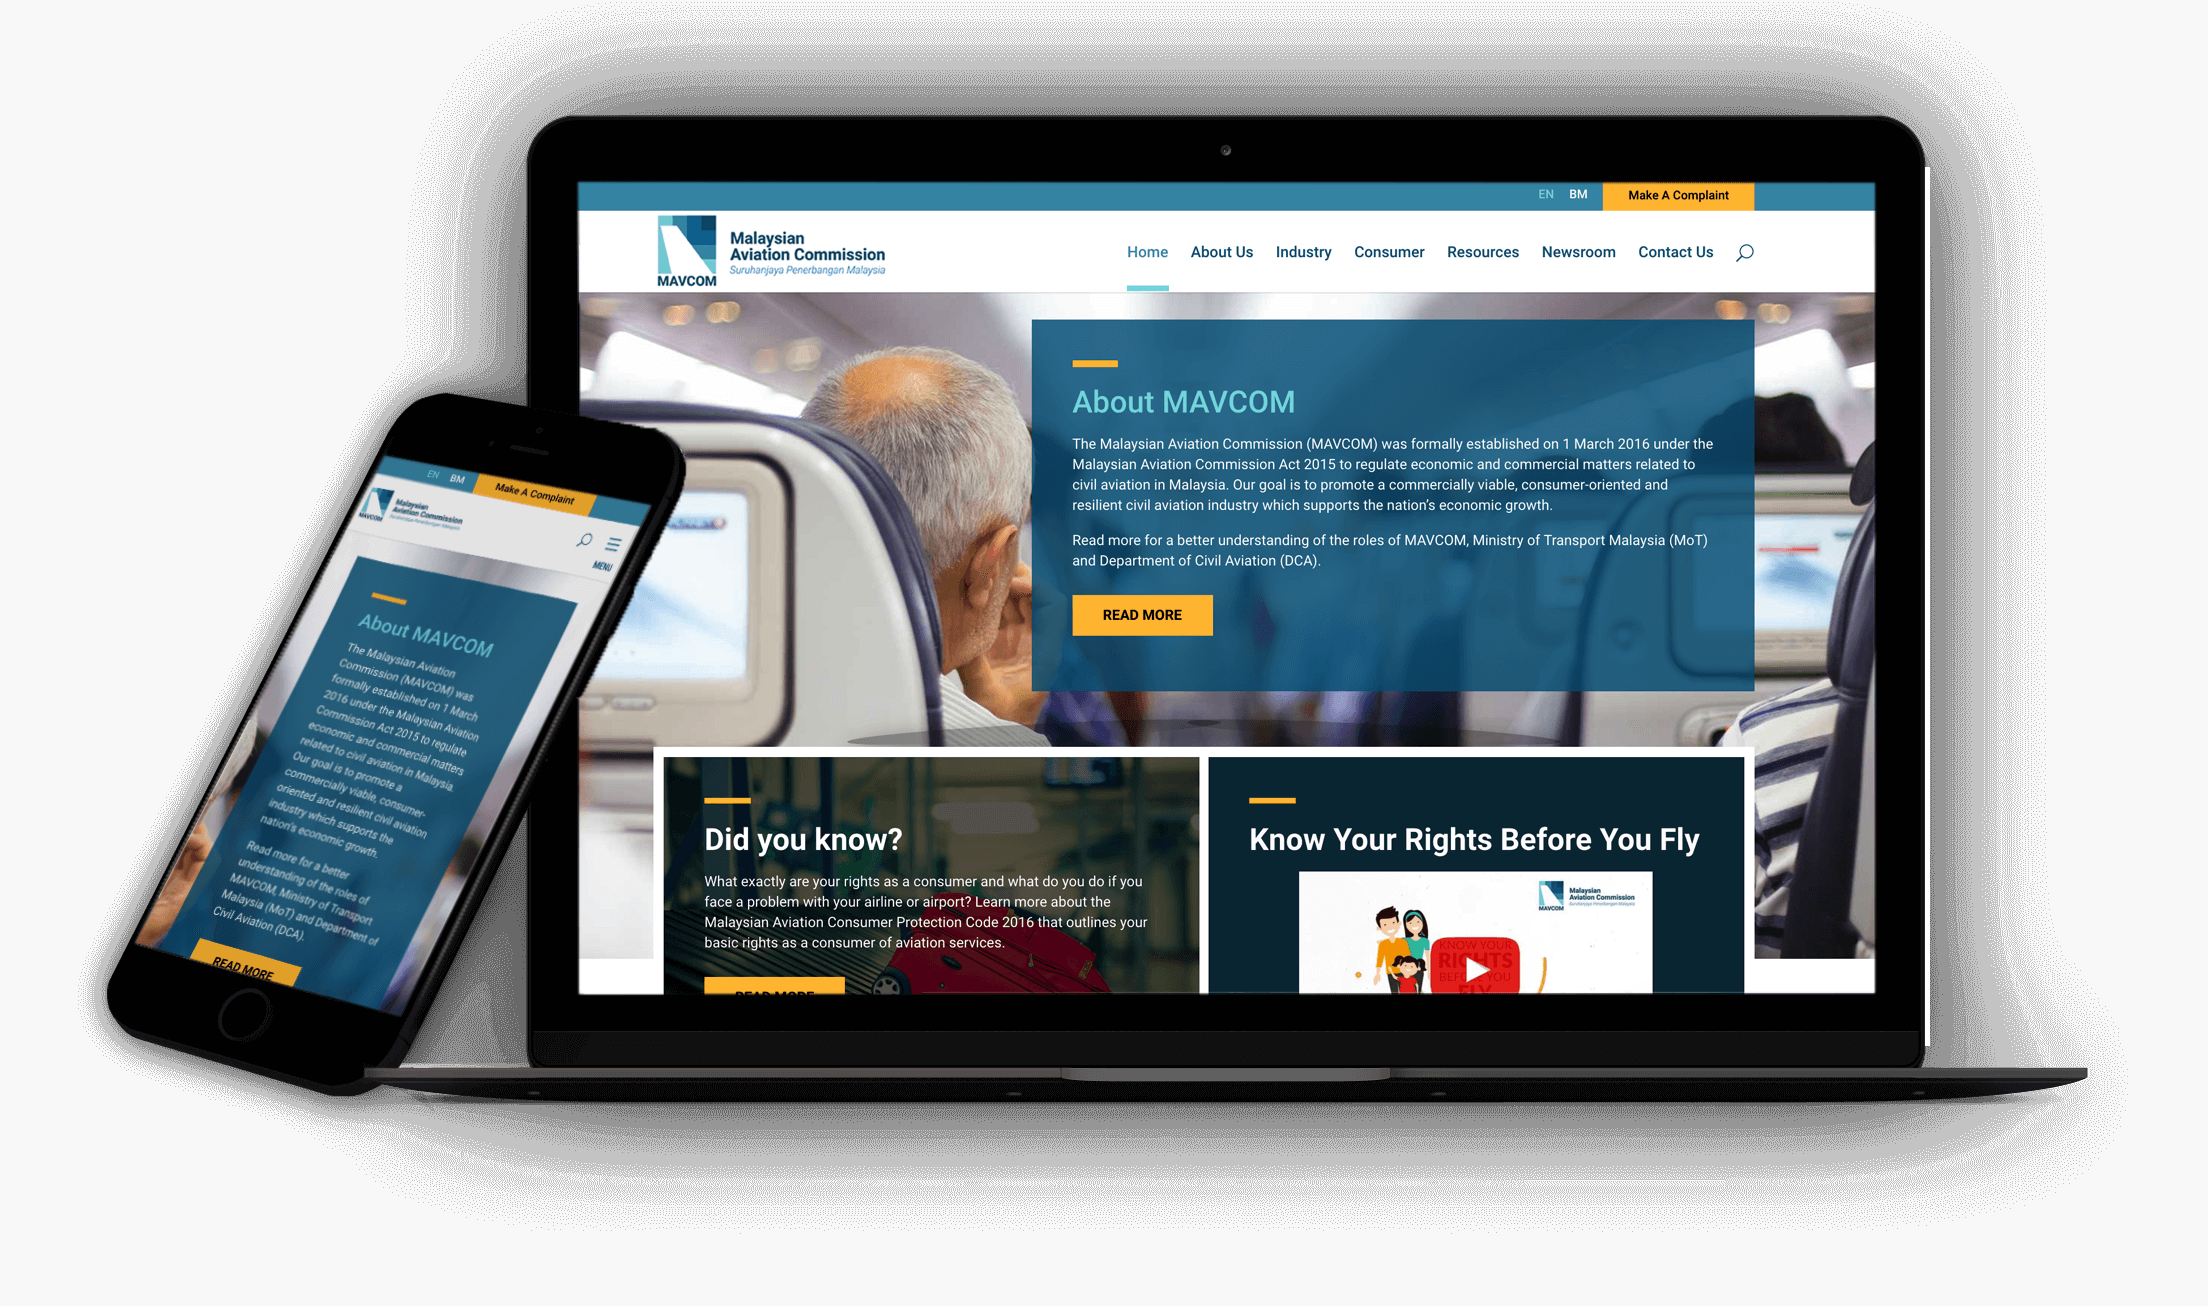 EN BM Make A Complaint
Malaysian
Aviation Commission
Suruhanjaya Penerbangan Malaysia
MAVCOM
Home About Us Industry Consumer Resources Newsroom Contact Us
About MAVCOM
The Malaysian Aviation Commission (MAVCOM) was formally established on 1 March 2016 under the
Malaysian Aviation Commission Act 2015 to regulate economic and commercial matters related to
civil aviation in Malaysia. Our goal is to promote a commercially viable, consumer-oriented and
resilient civil aviation industry which supports the nation's economic growth.
Read more for a better understanding of the roles of MAVCOM, Ministry of Transport Malaysia (MoT)
and Department of Civil Aviation (DCA).
READ MORE
Did you know?
What exactly are your rights as a consumer and what do you do if you
face a problem with your airline or airport? Learn more about the
Malaysian Aviation Consumer Protection Code 2016 that outlines your
basic rights as a consumer of aviation services.
READ MORE
Know Your Rights Before You Fly
Malaysian
Aviation Commission
Suruhanjaya Penerbangan Malaysia
MAVCOM
KNOW YOUR
RIGHTS
BEFORE YOU
FLY
EN BM Make A Complaint
Malaysian
Aviation Commission
Suruhanjaya Penerbangan Malaysia
MAVCOM
MENU
About MAVCOM
The Malaysian Aviation
Commission (MAVCOM) was
formally established on 1 March
2016 under the Malaysian Aviation
Commission Act 2015 to regulate
economic and commercial matters
related to civil aviation in Malaysia.
Our goal is to promote a
commercially viable, consumer-
oriented and resilient civil aviation
industry which supports the
nation's economic growth.
Read more for a better
understanding of the roles of
MAVCOM, Ministry of Transport
Malaysia (MoT) and Department of
Civil Aviation (DCA).
READ MORE